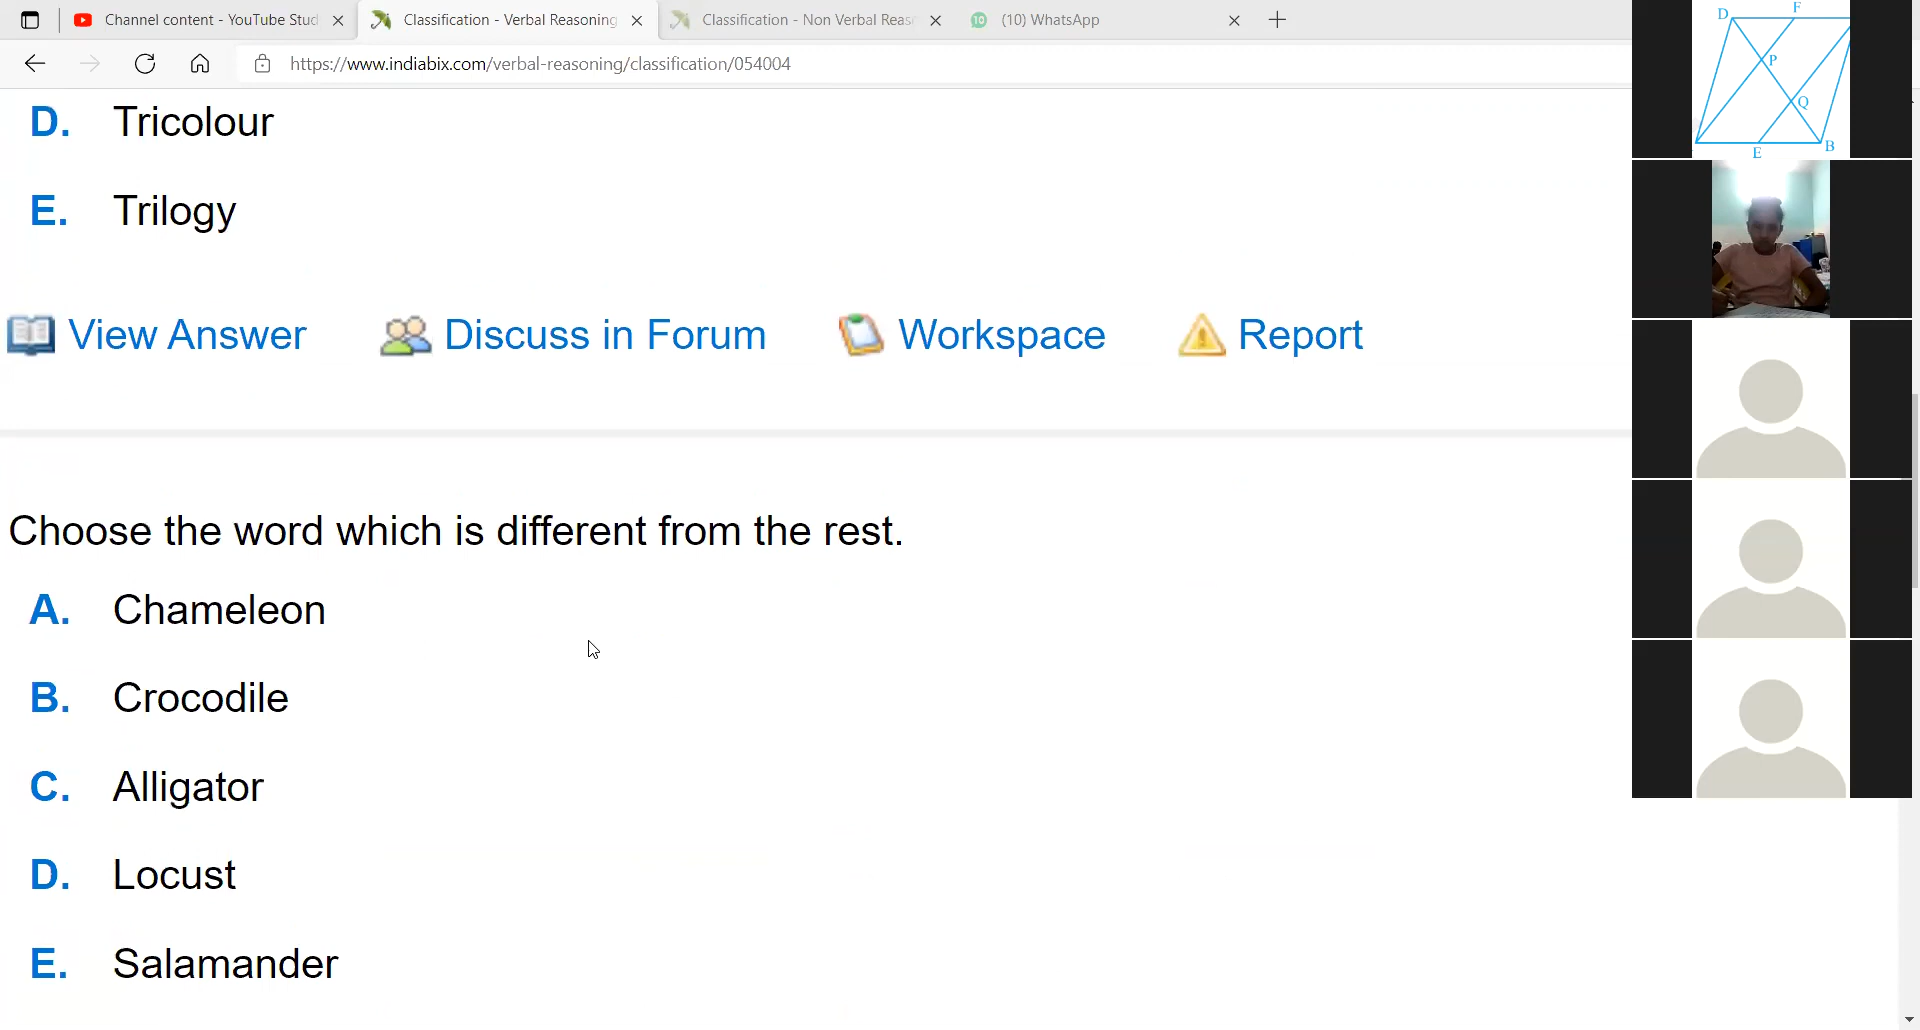 Channel content - YouTube Stud
Classification - Verbal Reasoning
Classification - Non Verbal Reas
10
(10) WhatsApp
https://www.indiabix.com/verbal-reasoning/classification/054004
D. Tricolour
E. Trilogy
View Answer
Discuss in Forum
Workspace
Report
Choose the word which is different from the rest.
A. Chameleon
B. Crocodile
C. Alligator
D. Locust
E. Salamander
D
F
P
Q
E
B